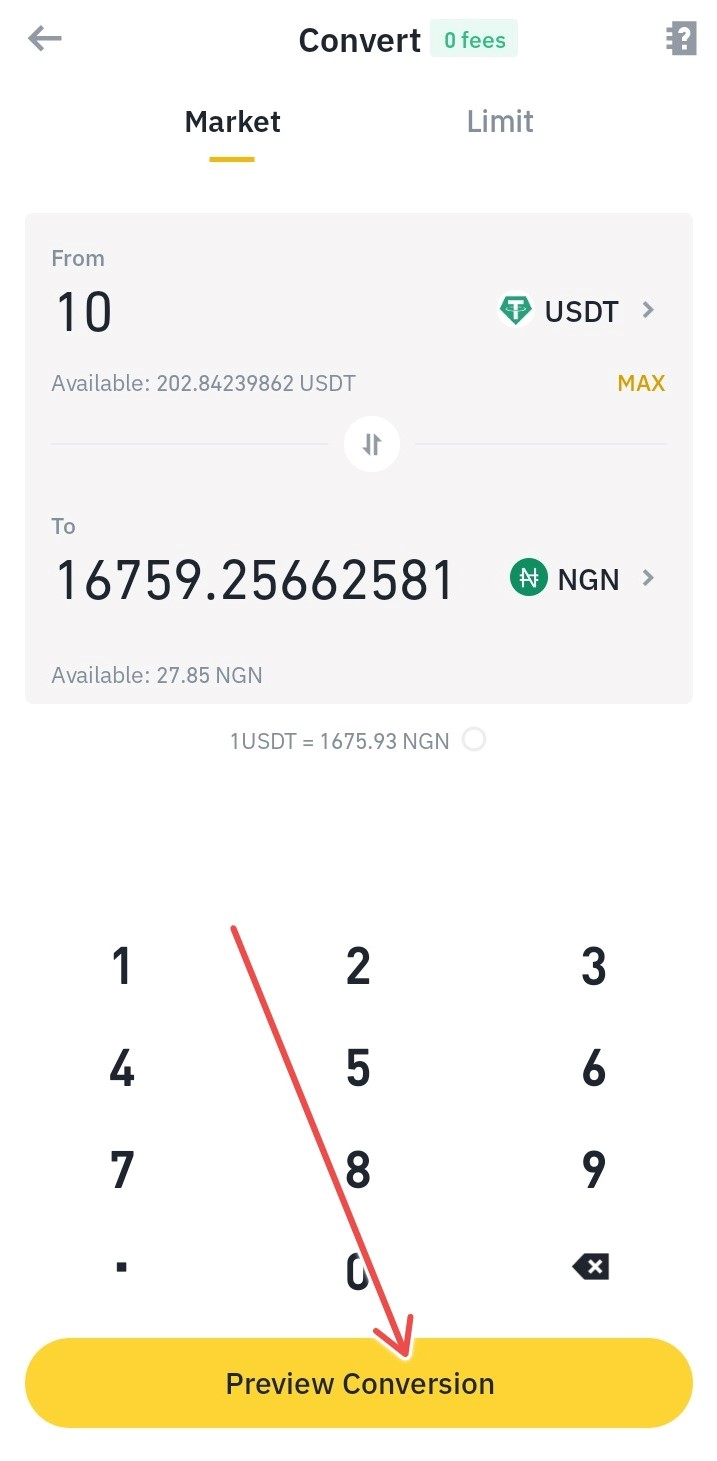 Convert 0 fees
Market Limit
From
10 USDT
Available: 202.84239862 USDT MAX
To
16759.25662581 NGN
Available: 27.85 NGN
1USDT = 1675.93 NGN
1 2 3
4 5 6
7 8 9
. 0
Preview Conversion